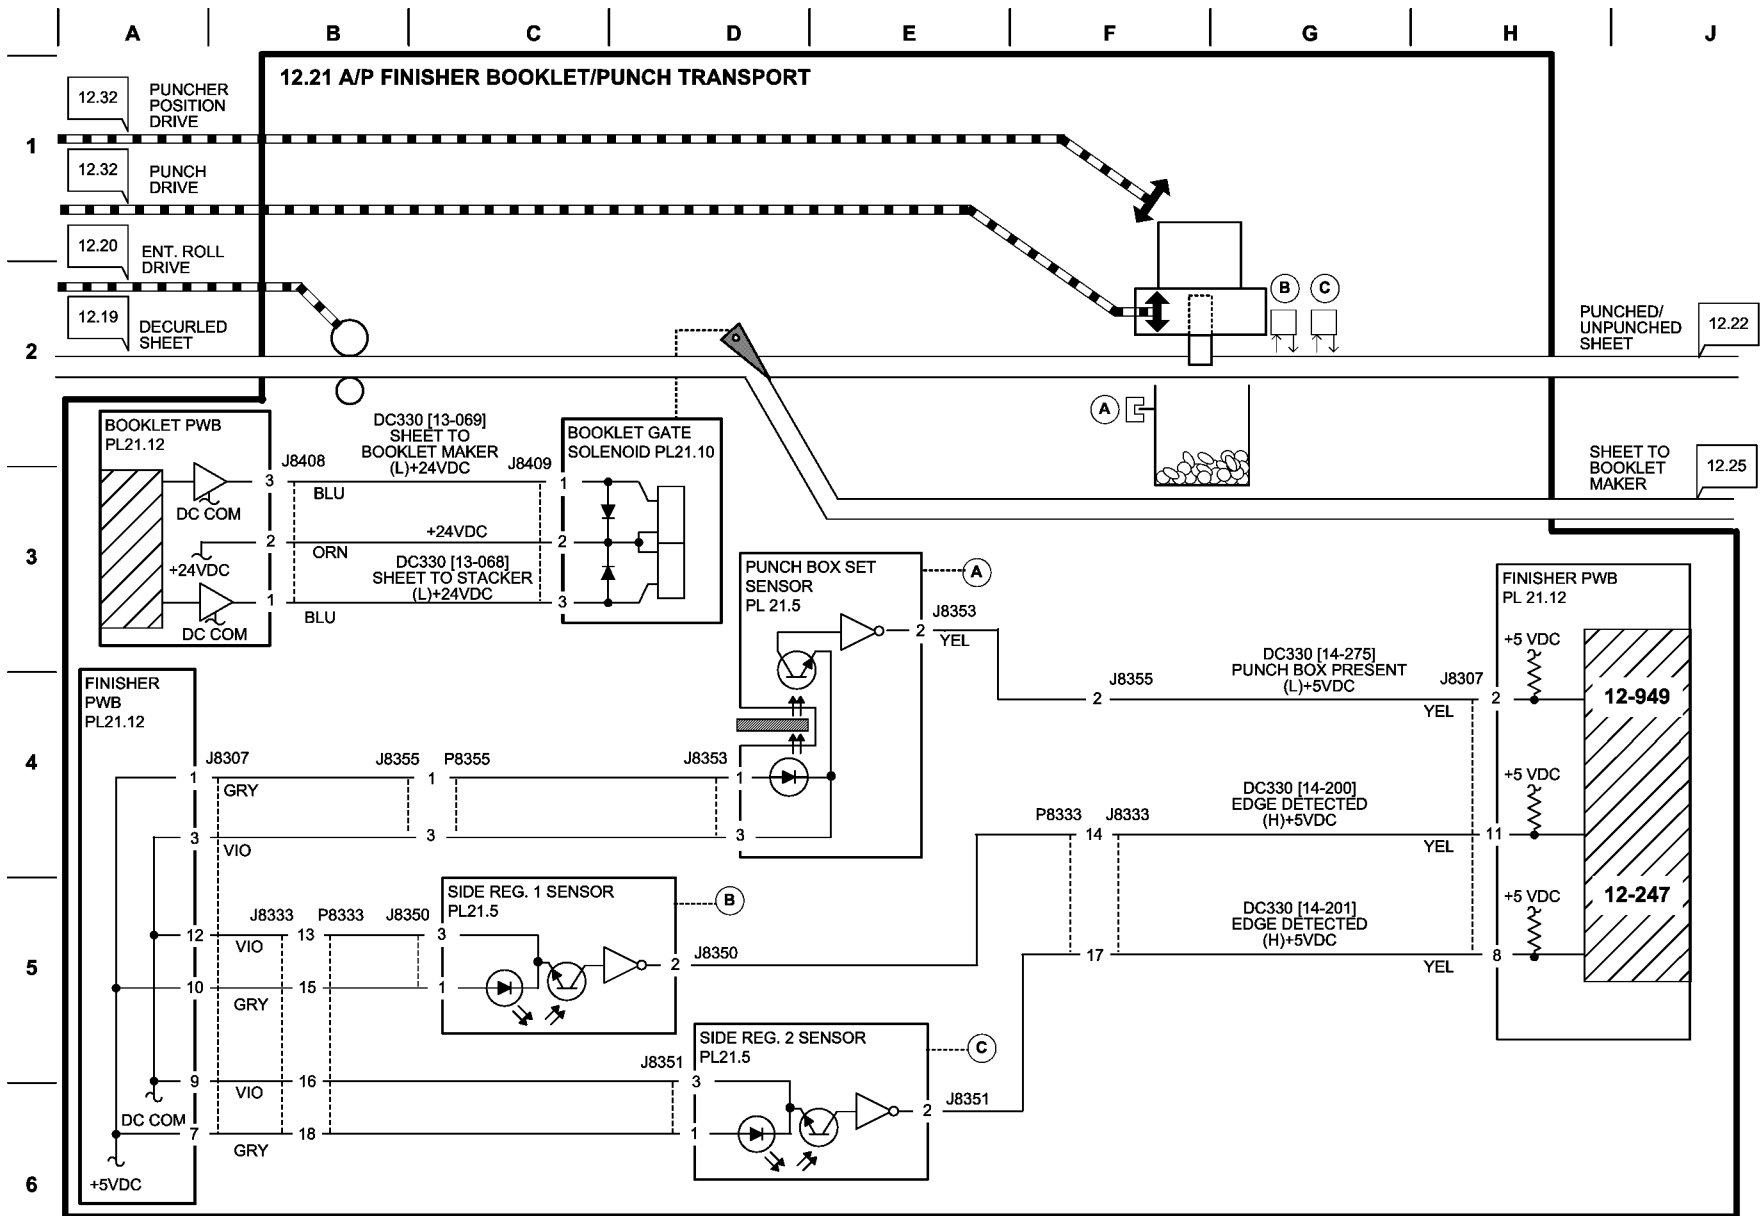 A B C D E F G H J
12.21 A/P FINISHER BOOKLET/PUNCH TRANSPORT
1
12.32
PUNCHER
POSITION
DRIVE
12.32
PUNCH
DRIVE
12.20
ENT. ROLL
DRIVE
2
12.19
DECURLED
SHEET
B C
PUNCHED/
UNPUNCHED
SHEET
12.22
A
SHEET TO
BOOKLET
MAKER
12.25
3
BOOKLET PWB
PL21.12
DC COM
+24VDC
DC COM
J8408
3
2
1
BLU
ORN
BLU
DC330 [13-069]
SHEET TO
BOOKLET MAKER
(L)+24VDC
+24VDC
DC330 [13-068]
SHEET TO STACKER
(L)+24VDC
J8409
1
2
3
BOOKLET GATE
SOLENOID PL21.10
PUNCH BOX SET
SENSOR
PL 21.5
A
2
J8353
YEL
J8355
2
DC330 [14-275]
PUNCH BOX PRESENT
(L)+5VDC
J8307
YEL
2
FINISHER PWB
PL 21.12
+5 VDC
12-949
4
FINISHER
PWB
PL21.12
J8307
1
GRY
3
VIO
J8355 P8355
1
3
J8353
1
3
P8333 J8333
14
DC330 [14-200]
EDGE DETECTED
(H)+5VDC
YEL
11
+5 VDC
5
SIDE REG. 1 SENSOR
PL21.5
B
J8333 P8333 J8350
12
VIO
13
3
10
GRY
15
1
2
J8350
17
DC330 [14-201]
EDGE DETECTED
(H)+5VDC
YEL
8
+5 VDC
12-247
6
SIDE REG. 2 SENSOR
PL21.5
C
J8351
9
VIO
16
3
DC COM
7
GRY
18
1
2
J8351
+5VDC